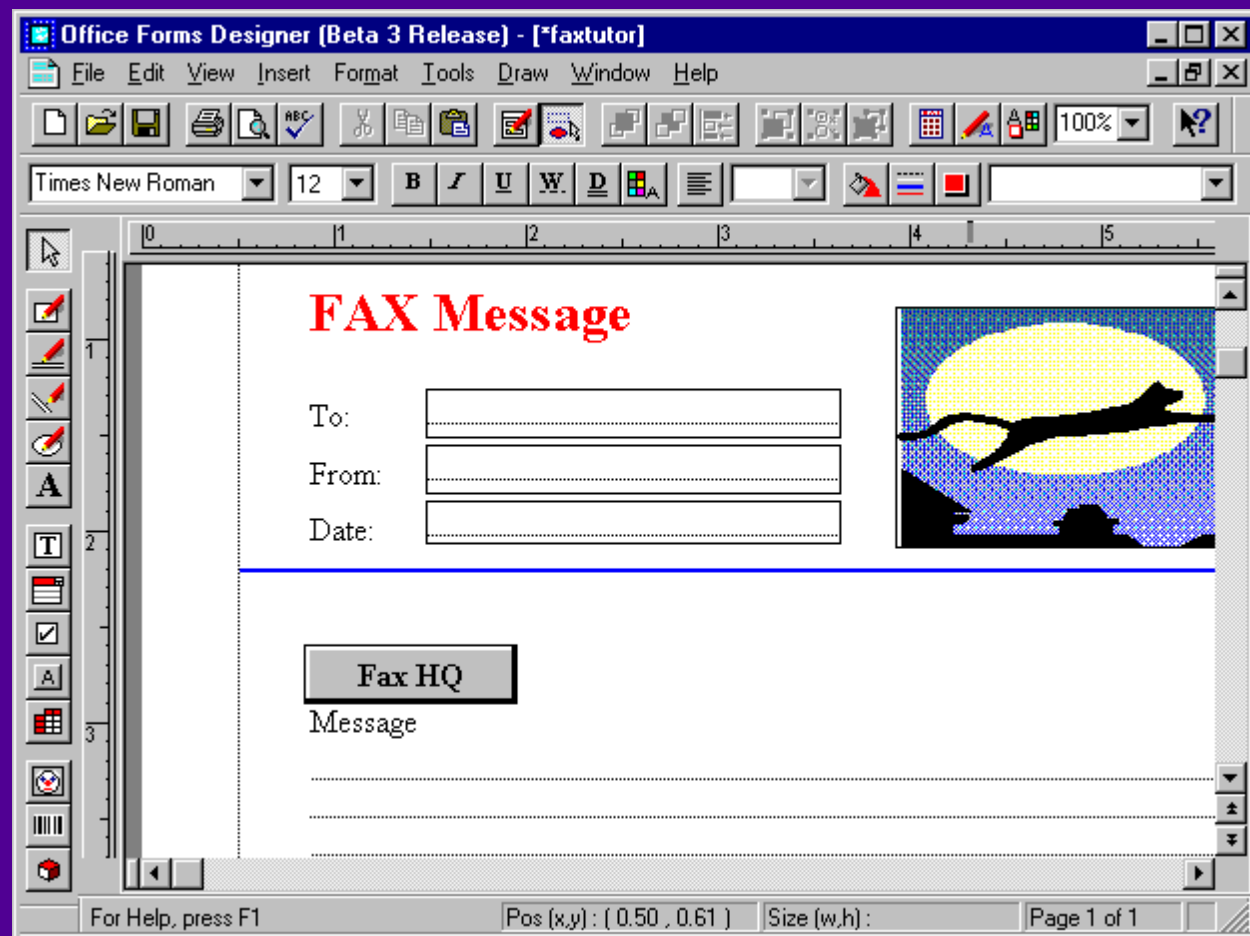 Office Forms Designer (Beta 3 Release) - [*faxtutor]
File Edit View Insert Format Tools Draw Window Help
ABC 100% ?
Times New Roman 12 B I U W. D A
0 1 2 3 4 5
FAX Message
1
To:
From:
A
Date:
T 2
Fax HQ
A
Message
3
For Help, press F1 Pos (x,y) : ( 0.50 , 0.61 ) Size (w,h) : Page 1 of 1